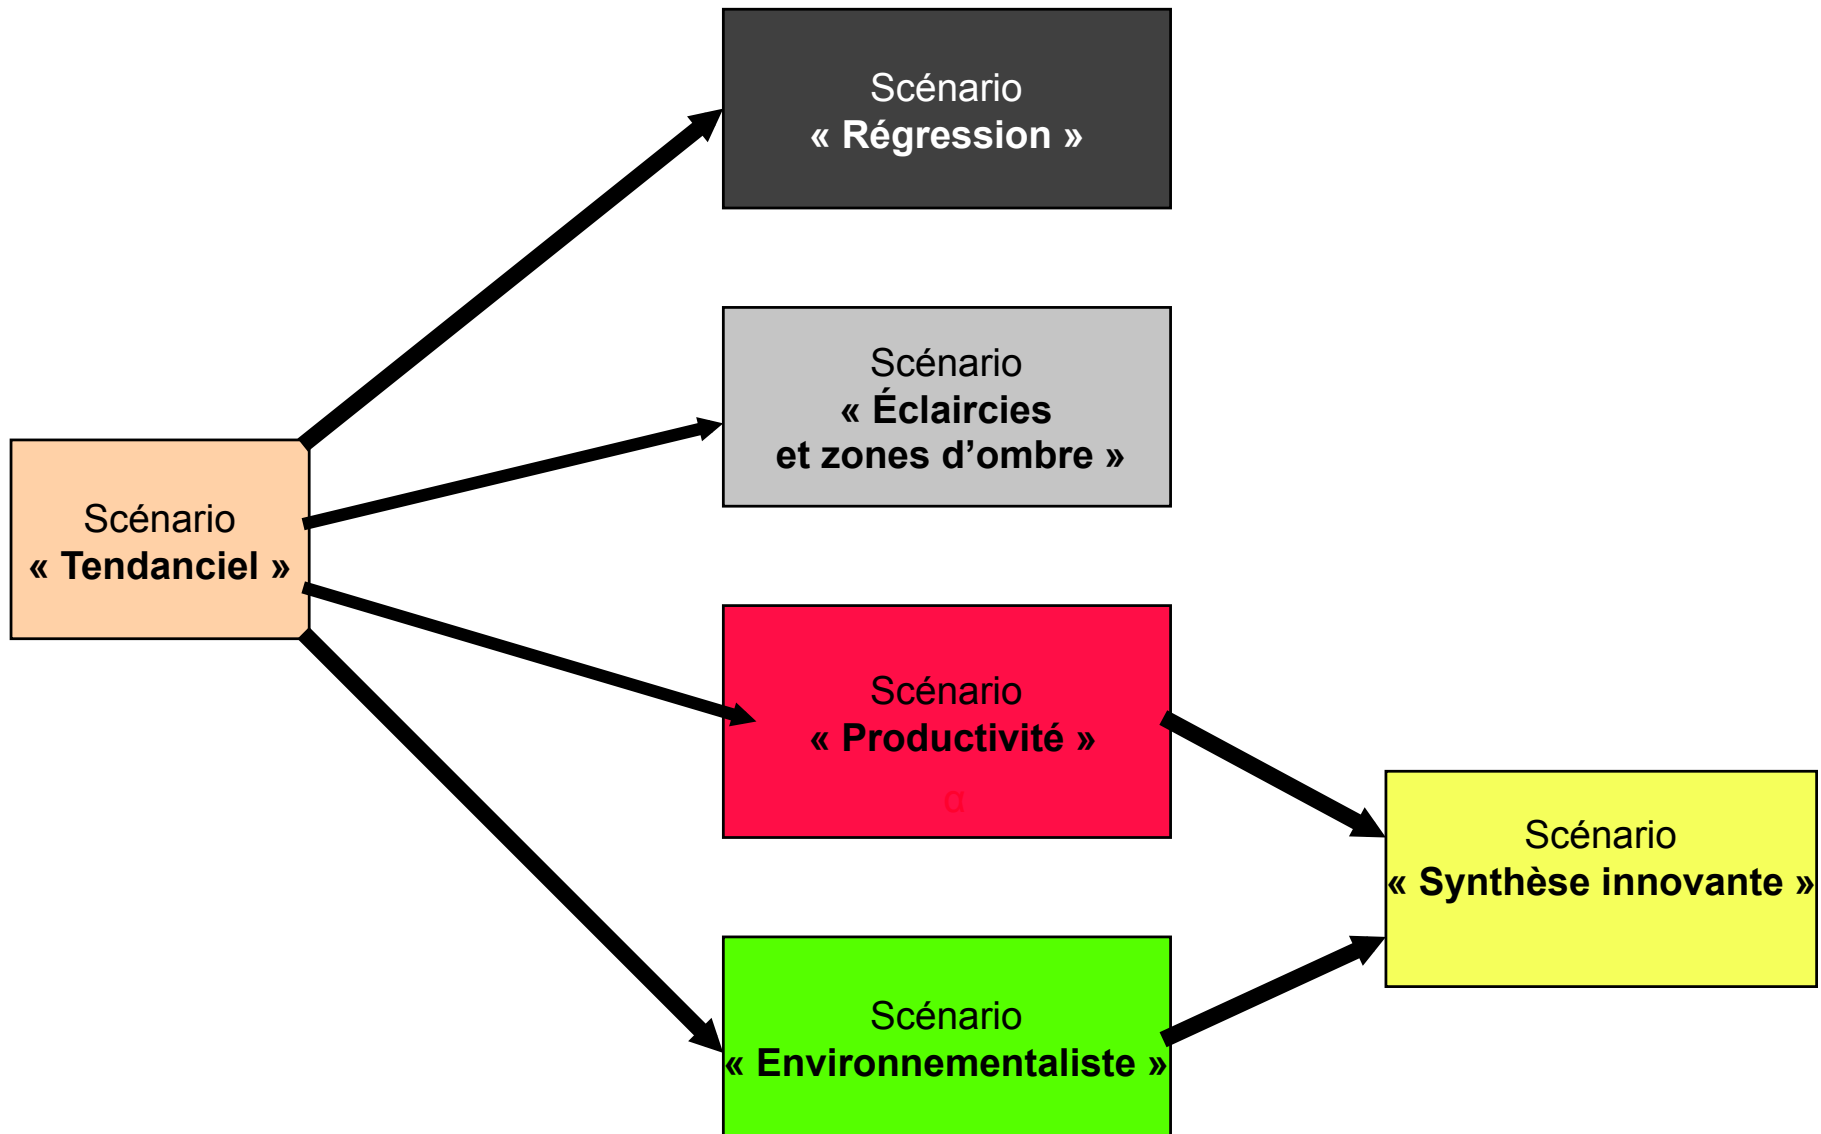 Scénario
« Régression »
Scénario
« Éclaircies
et zones d’ombre »
Scénario
« Tendanciel »
Scénario
« Productivité »
α
Scénario
« Synthèse innovante »
Scénario
« Environnementaliste »